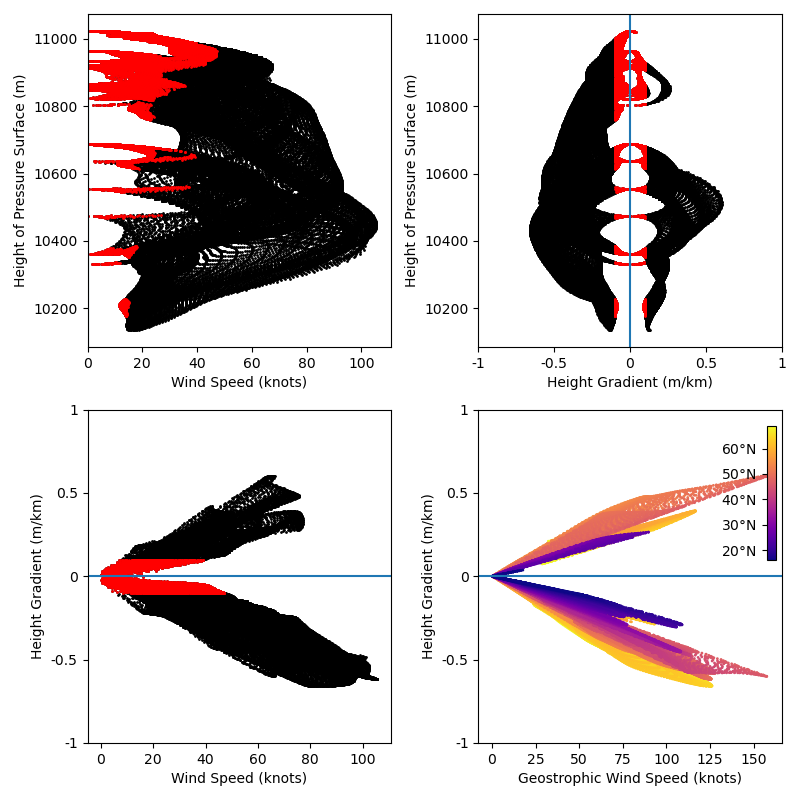 11000
10800
10600
10400
10200
Height of Pressure Surface (m)
0 20 40 60 80 100
Wind Speed (knots)
11000
10800
10600
10400
10200
Height of Pressure Surface (m)
-1 -0.5 0 0.5 1
Height Gradient (m/km)
1
0.5
0
-0.5
-1
Height Gradient (m/km)
0 20 40 60 80 100
Wind Speed (knots)
1
0.5
0
-0.5
-1
Height Gradient (m/km)
60°N
50°N
40°N
30°N
20°N
0 25 50 75 100 125 150
Geostrophic Wind Speed (knots)